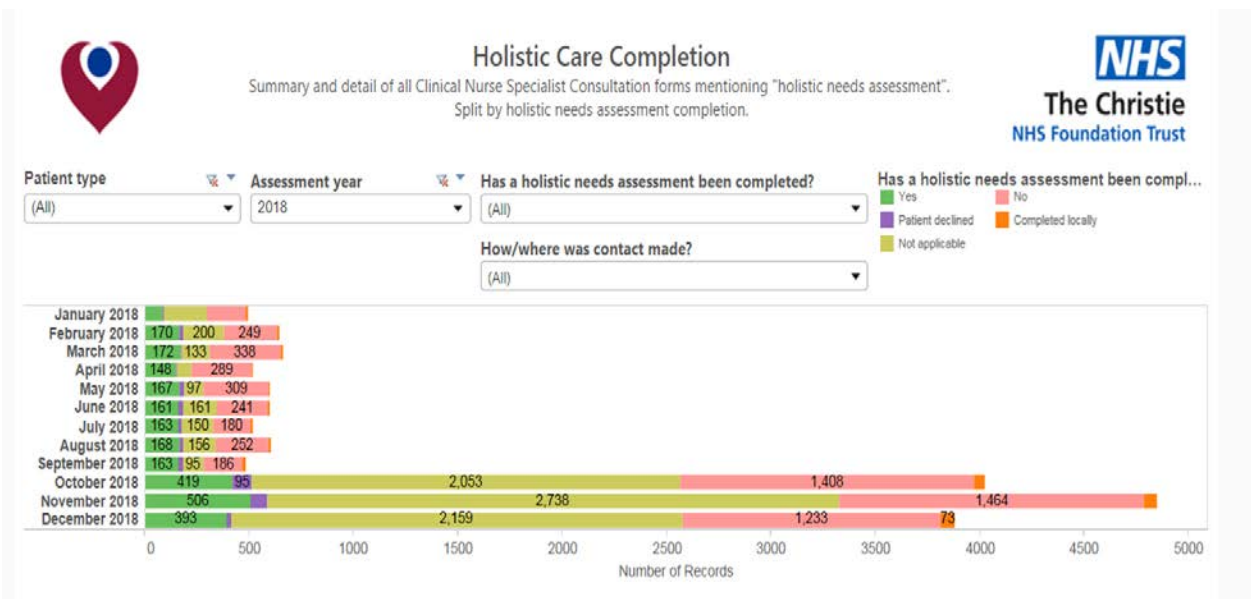 Holistic Care Completion
Summary and detail of all Clinical Nurse Specialist Consultation forms mentioning "holistic needs assessment".
Split by holistic needs assessment completion.
NHS
The Christie
NHS Foundation Trust
Patient type
(All)
Assessment year
2018
Has a holistic needs assessment been completed?
(All)
How/where was contact made?
(All)
Has a holistic needs assessment been compl...
Yes
No
Patient declined
Completed locally
Not applicable
January 2018
February 2018 170 200 249
March 2018 172 133 338
April 2018 148 289
May 2018 167 97 309
June 2018 161 161 241
July 2018 163 150 180
August 2018 168 156 252
September 2018 163 95 186
October 2018 419 95 2,053 1,408
November 2018 506 2,738 1,464
December 2018 393 2,159 1,233 73
0 500 1000 1500 2000 2500 3000 3500 4000 4500 5000
Number of Records